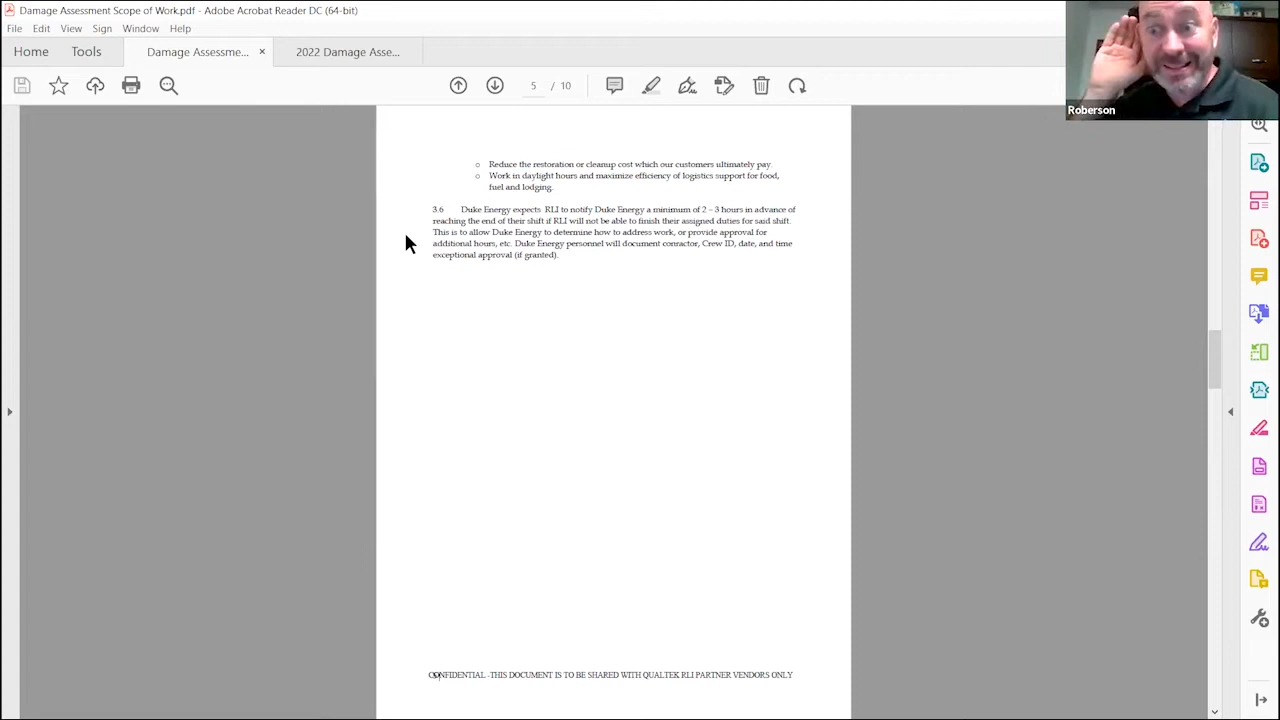 Damage Assessment Scope of Work.pdf - Adobe Acrobat Reader DC (64-bit)
File Edit View Sign Window Help
Home Tools Damage Assessme... × 2022 Damage Asse...
5 / 10
Roberson
○ Reduce the restoration or cleanup cost which our customers ultimately pay.
○ Work in daylight hours and maximize efficiency of logistics support for food,
fuel and lodging.
3.6 Duke Energy expects RLI to notify Duke Energy a minimum of 2 – 3 hours in advance of
reaching the end of their shift if RLI will not be able to finish their assigned duties for said shift.
This is to allow Duke Energy to determine how to address work, or provide approval for
additional hours, etc. Duke Energy personnel will document conractor, Crew ID, date, and time
exceptional approval (if granted).
CONFIDENTIAL -THIS DOCUMENT IS TO BE SHARED WITH QUALTEK RLI PARTNER VENDORS ONLY